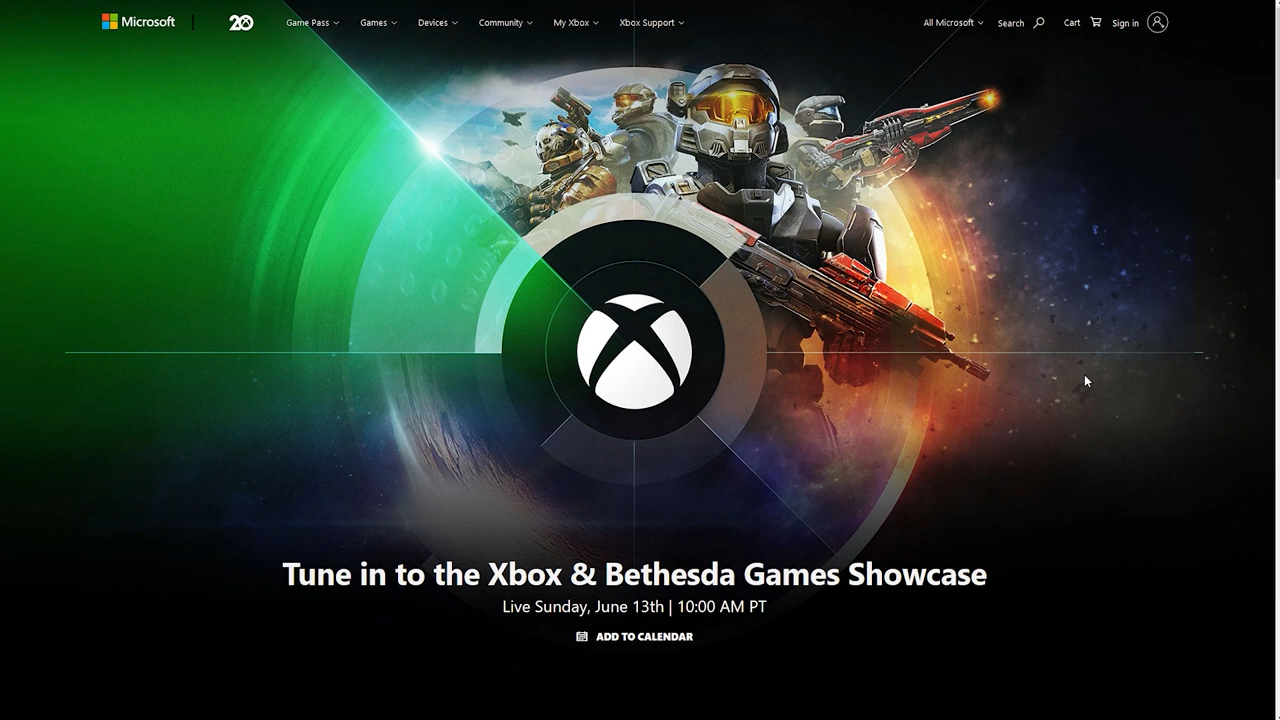 Microsoft
20
Game Pass
Games
Devices
Community
My Xbox
Xbox Support
All Microsoft
Search
Cart
Sign in
Tune in to the Xbox & Bethesda Games Showcase
Live Sunday, June 13th | 10:00 AM PT
ADD TO CALENDAR